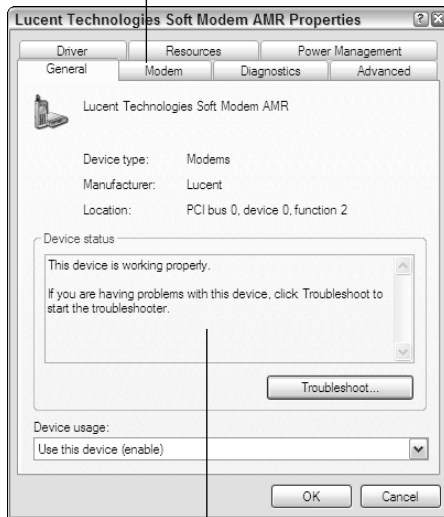 Lucent Technologies Soft Modem AMR Properties
Driver Resources Power Management
General Modem Diagnostics Advanced
Lucent Technologies Soft Modem AMR
Device type: Modems
Manufacturer: Lucent
Location: PCI bus 0, device 0, function 2
Device status
This device is working properly.
If you are having problems with this device, click Troubleshoot to
start the troubleshooter.
Troubleshoot...
Device usage:
Use this device (enable)
OK Cancel